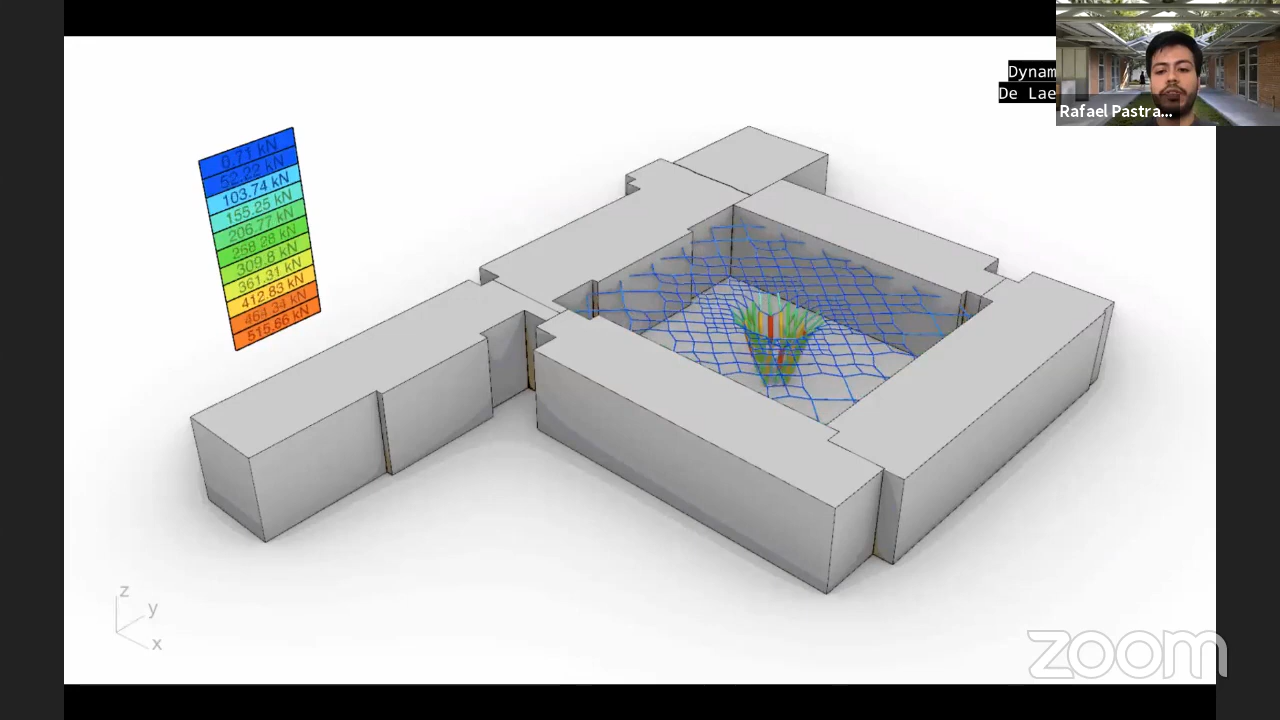 Dynam
De Lae
Rafael Pastra...
0.71 kN
52.22 kN
103.74 kN
155.25 kN
206.77 kN
258.28 kN
309.8 kN
361.31 kN
412.83 kN
464.34 kN
515.86 kN
z
y
x
zoom